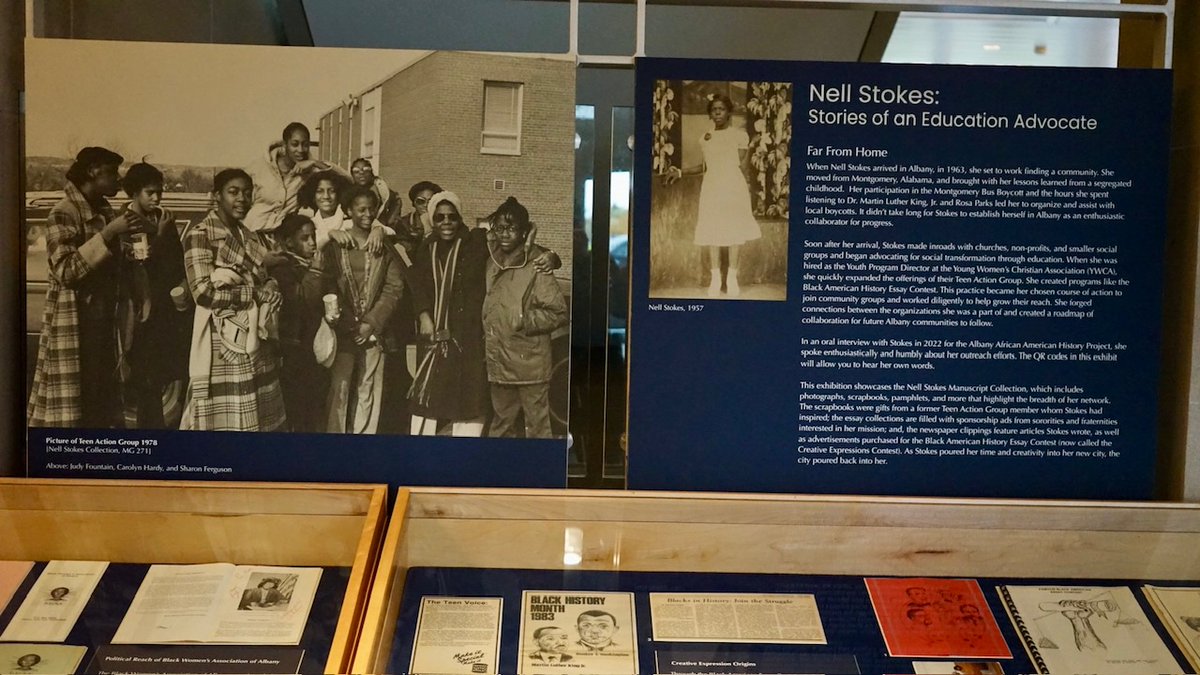 Picture of Teen Action Group 1978
[Nell Stokes Collection, MG 271]
Above: Judy Fountain, Carolyn Hardy, and Sharon Ferguson
Nell Stokes, 1957
Nell Stokes:
Stories of an Education Advocate
Far From Home
When Nell Stokes arrived in Albany, in 1963, she set to work finding a community. She
moved from Montgomery, Alabama, and brought with her lessons learned from a segregated
childhood. Her participation in the Montgomery Bus Boycott and the hours she spent
listening to Dr. Martin Luther King, Jr. and Rosa Parks led her to organize and assist with
local boycotts. It didn't take long for Stokes to establish herself in Albany as an enthusiastic
collaborator for progress.
Soon after her arrival, Stokes made inroads with churches, non-profits, and smaller social
groups and began advocating for social transformation through education. When she was
hired as the Youth Program Director at the Young Women's Christian Association (YWCA),
she quickly expanded the offerings of their Teen Action Group. She created programs like the
Black American History Essay Contest. This practice became her chosen course of action to
join community groups and worked diligently to help grow their reach. She forged
connections between the organizations she was a part of and created a roadmap of
collaboration for future Albany communities to follow.
In an oral interview with Stokes in 2022 for the Albany African American History Project, she
spoke enthusiastically and humbly about her outreach efforts. The QR codes in this exhibit
will allow you to hear her own words.
This exhibition showcases the Nell Stokes Manuscript Collection, which includes
photographs, scrapbooks, pamphlets, and more that highlight the breadth of her network.
The scrapbooks were gifts from a former Teen Action Group member whom Stokes had
inspired; the essay collections are filled with sponsorship ads from sororities and fraternities
interested in her mission; and, the newspaper clippings feature articles Stokes wrote, as well
as advertisements purchased for the Black American History Essay Contest (now called the
Creative Expressions Contest). As Stokes poured her time and creativity into her new city, the
city poured back into her.
Political Reach of Black Women's Association of Albany
The Teen Voice:
Make it
Special
BLACK HISTORY
MONTH
1983
Martin Luther King Jr.
Booker T. Washington
Blacks in History: Join the Struggle
Creative Expression Origins